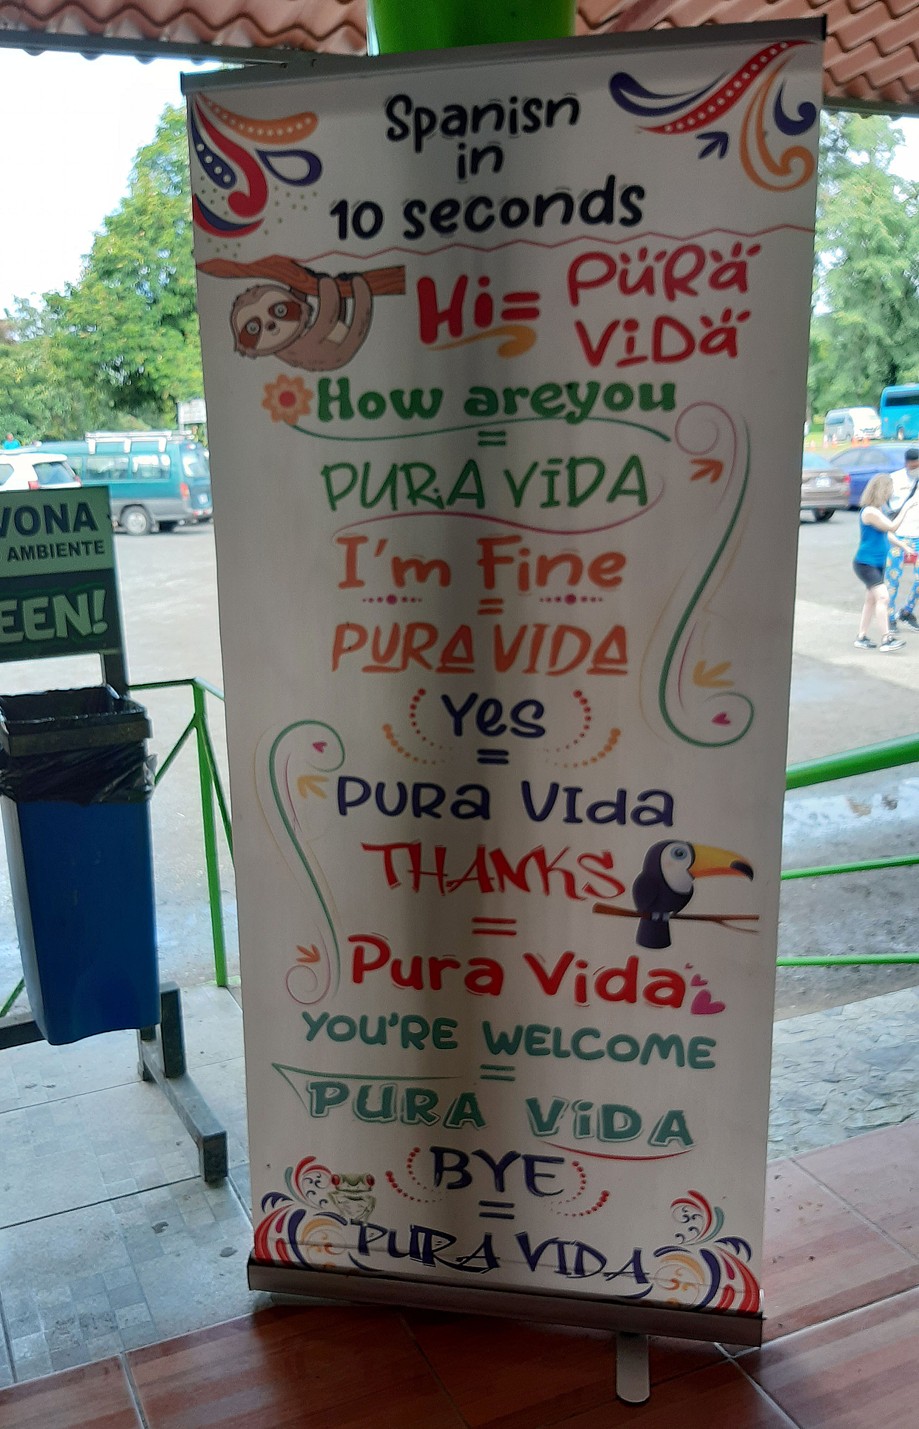 Spanisn
in
10 seconds
Hi= PURA
VIDA
How areyou
=
PURA VIDA
I'm Fine
=
PURA VIDA
Yes
=
PURa VIda
THANKS
=
Pura Vida
YOU'RE WELCOME
=
PURA ViDA
BYE
=
PURA VIDA
VONA
AMBIENTE
EEN!